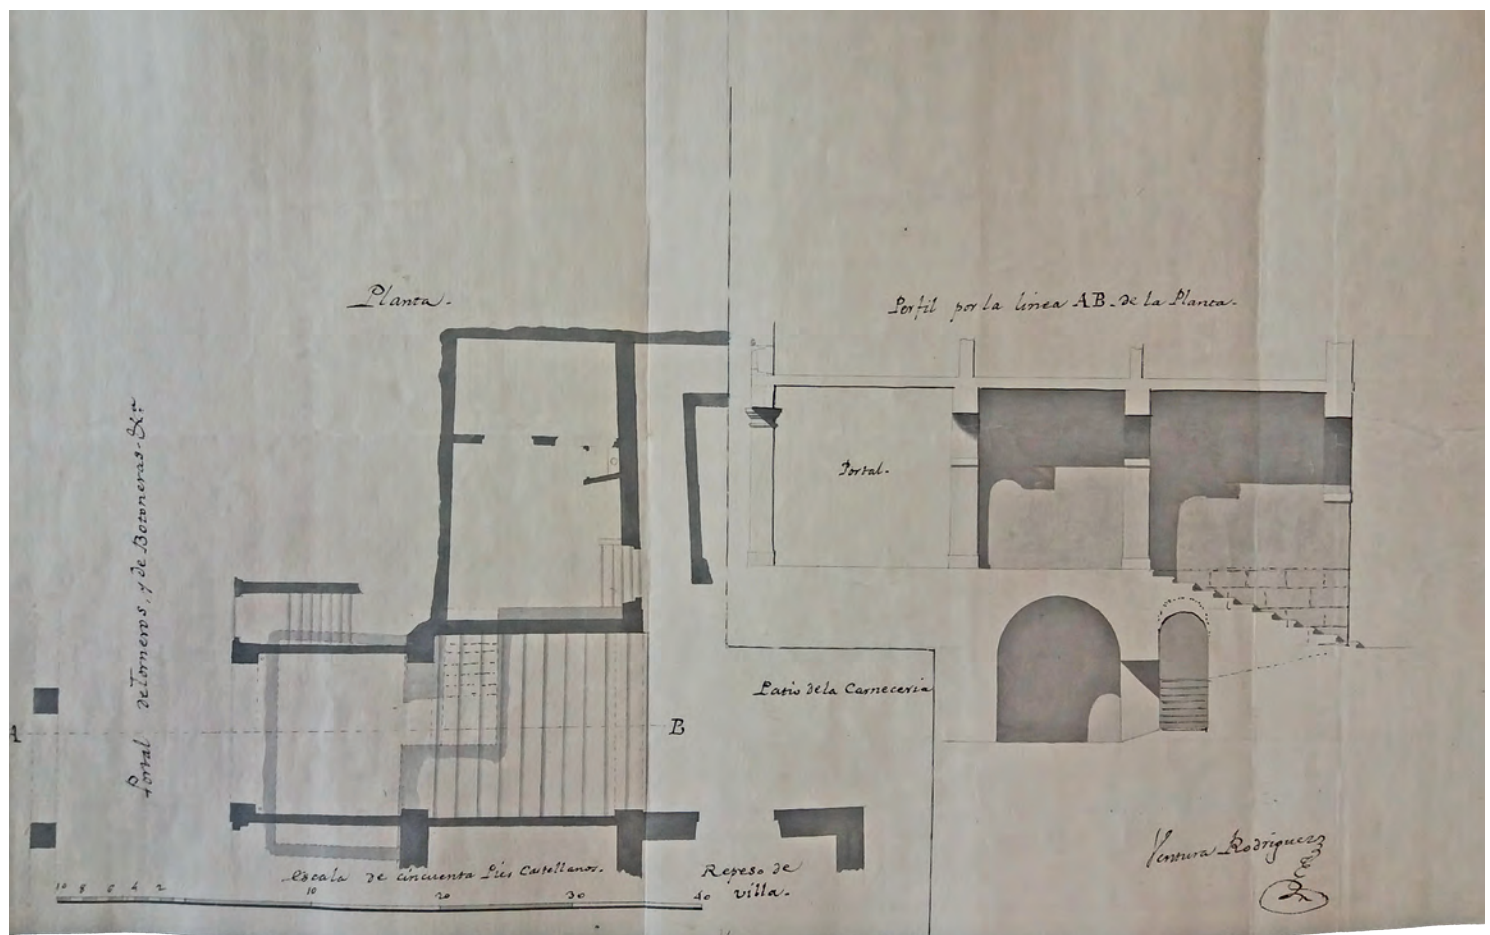 Planta.
Perfil por la linea AB. de la Planta.
Portal de Torneros, y de Botoneras. &ra
Portal.
Patio de la Carneceria
A
B
Escala de cincuenta Pies Castellanos.
10 8 6 4 2 10 20 30 40
Repeso de
villa.
Ventura Rodriguez